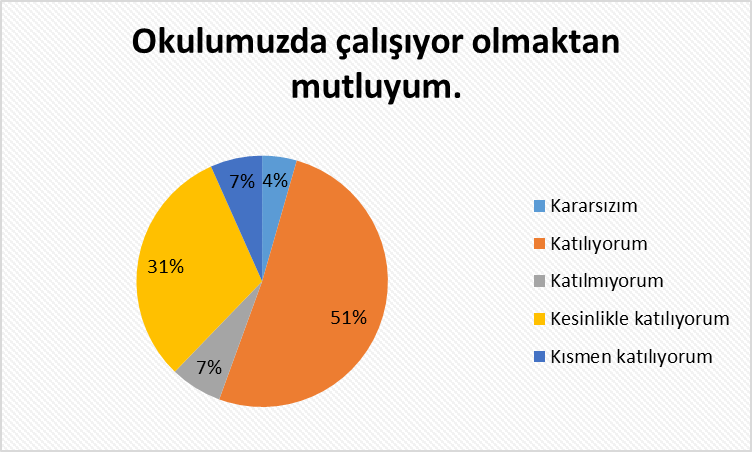 Okulumuzda çalışıyor olmaktan
mutluyum.
7%
4%
31%
51%
7%
Kararsızım
Katılıyorum
Katılmıyorum
Kesinlikle katılıyorum
Kısmen katılıyorum